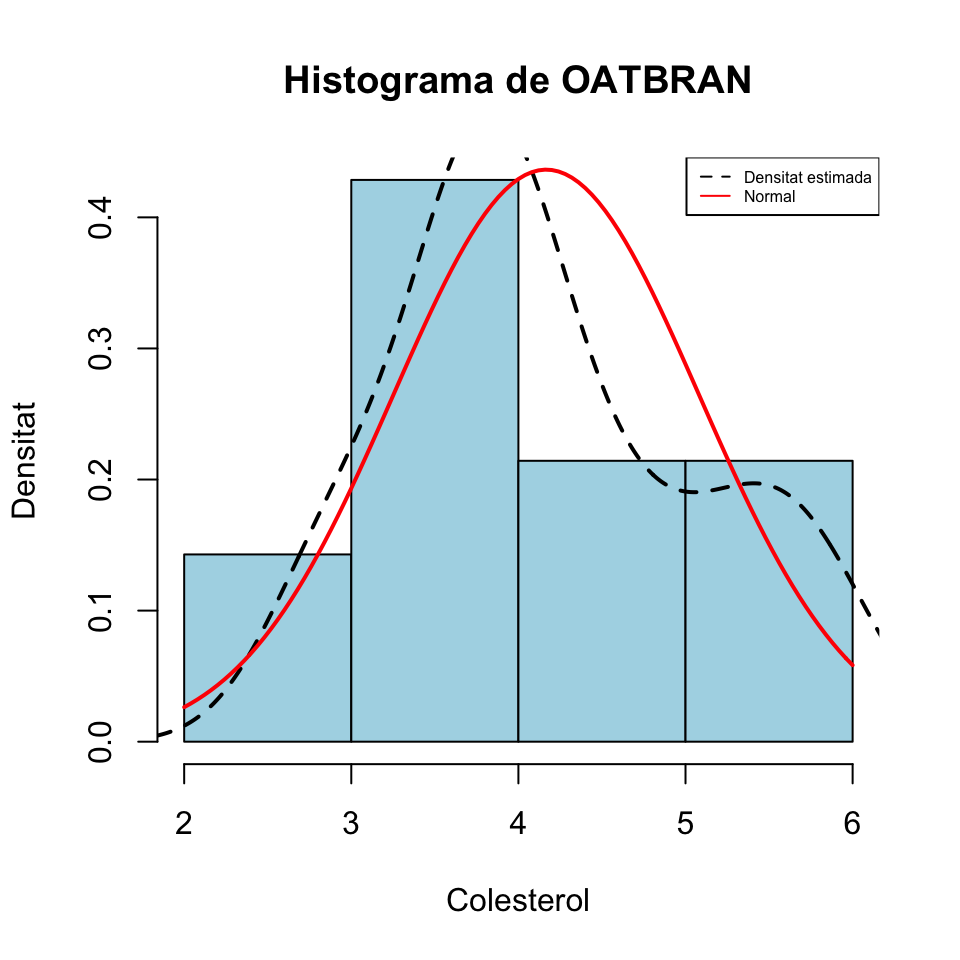 Histograma de OATBRAN
Densitat estimada
Normal
Densitat
0.4
0.3
0.2
0.1
0.0
2 3 4 5 6
Colesterol